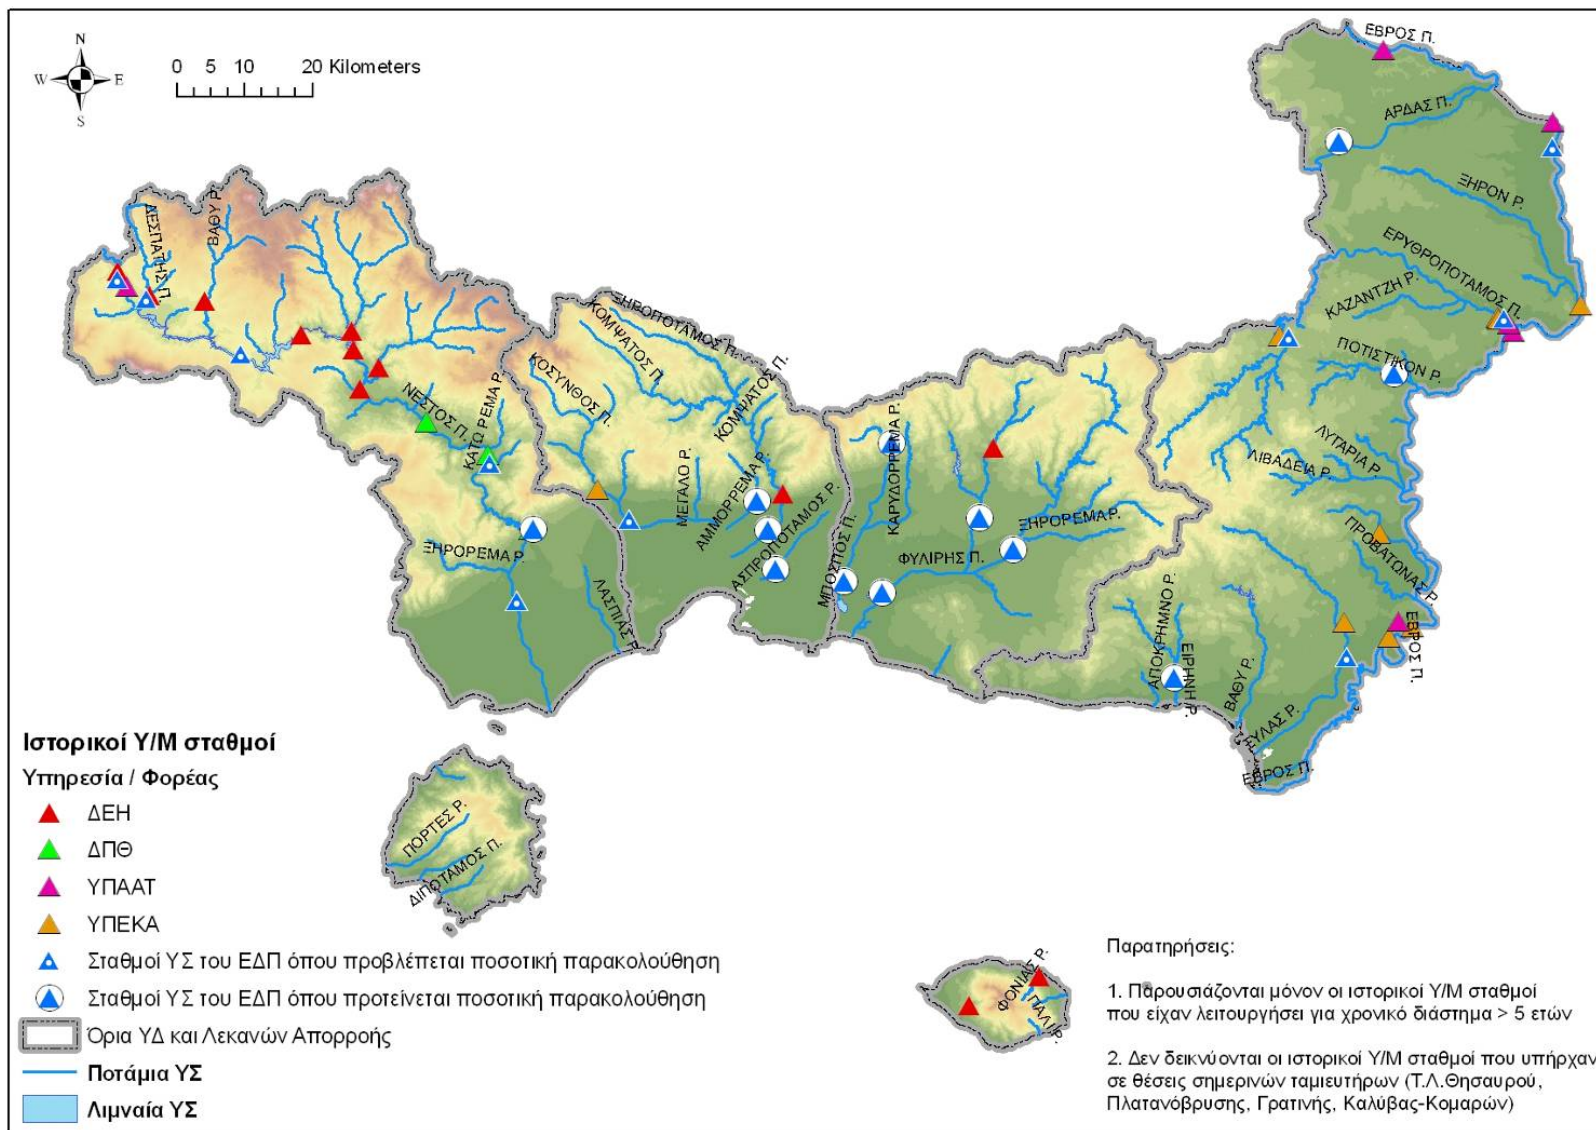 N
W E
S
0 5 10 20 Kilometers
ΕΒΡΟΣ Π.
ΑΡΔΑΣ Π.
ΞΗΡΟΝ Ρ.
ΕΡΥΘΡΟΠΟΤΑΜΟΣ Π.
ΚΑΖΑΝΤΖΗ Ρ.
ΠΟΤΙΣΤΙΚΟΝ Ρ.
ΔΕΣΠΑΤΗΣ Π.
ΒΑΘΥ Ρ.
ΞΗΡΟΠΟΤΑΜΟΣ Π.
ΚΟΜΨΑΤΟΣ Π.
ΚΟΣΥΝΘΟΣ Π.
ΚΟΜΨΑΤΟΣ Π.
ΝΕΣΤΟΣ Π.
ΚΑΤΩ ΡΕΜΑ Ρ.
ΜΕΓΑΛΟ Ρ.
ΑΜΜΟΡΡΕΜΑ Ρ.
ΑΣΠΡΟΠΟΤΑΜΟΣ Ρ.
ΚΑΡΥΔΟΡΡΕΜΑ Ρ.
ΜΠΟΣΠΟΣ Π.
ΦΥΛΙΡΗΣ Π.
ΞΗΡΟΡΕΜΑ Ρ.
ΛΥΓΑΡΙΑ Ρ.
ΛΙΒΑΔΕΙΑ Ρ.
ΠΡΟΒΑΤΩΝΑΣ Ρ.
ΞΗΡΟΡΕΜΑ Ρ.
ΛΑΣΠΙΑΣ Ρ.
ΑΠΟΚΡΗΜΝΟ Ρ.
ΕΙΡΗΝΗ Ρ.
ΒΑΘΥ Ρ.
ΕΒΡΟΣ Π.
ΕΒΡΟΣ Π.
ΠΟΡΤΕΣ Ρ.
ΔΙΠΟΤΑΜΟΣ Π.
ΦΟΝΙΑΣ Ρ.
Ιστορικοί Υ/Μ σταθμοί
Υπηρεσία / Φορέας
ΔΕΗ
ΔΠΘ
ΥΠΑΑΤ
ΥΠΕΚΑ
Σταθμοί ΥΣ του ΕΔΠ όπου προβλέπεται ποσοτική παρακολούθηση
Σταθμοί ΥΣ του ΕΔΠ όπου προτείνεται ποσοτική παρακολούθηση
Όρια ΥΔ και Λεκανών Απορροής
Ποτάμια ΥΣ
Λιμναία ΥΣ
Παρατηρήσεις:
1. Παρουσιάζονται μόνον οι ιστορικοί Υ/Μ σταθμοί
που είχαν λειτουργήσει για χρονικό διάστημα > 5 ετών
2. Δεν δεικνύονται οι ιστορικοί Υ/Μ σταθμοί που υπήρχαν
σε θέσεις σημερινών ταμιευτήρων (Τ.Λ.Θησαυρού,
Πλατανόβρυσης, Γρατινής, Καλύβας-Κομαρών)